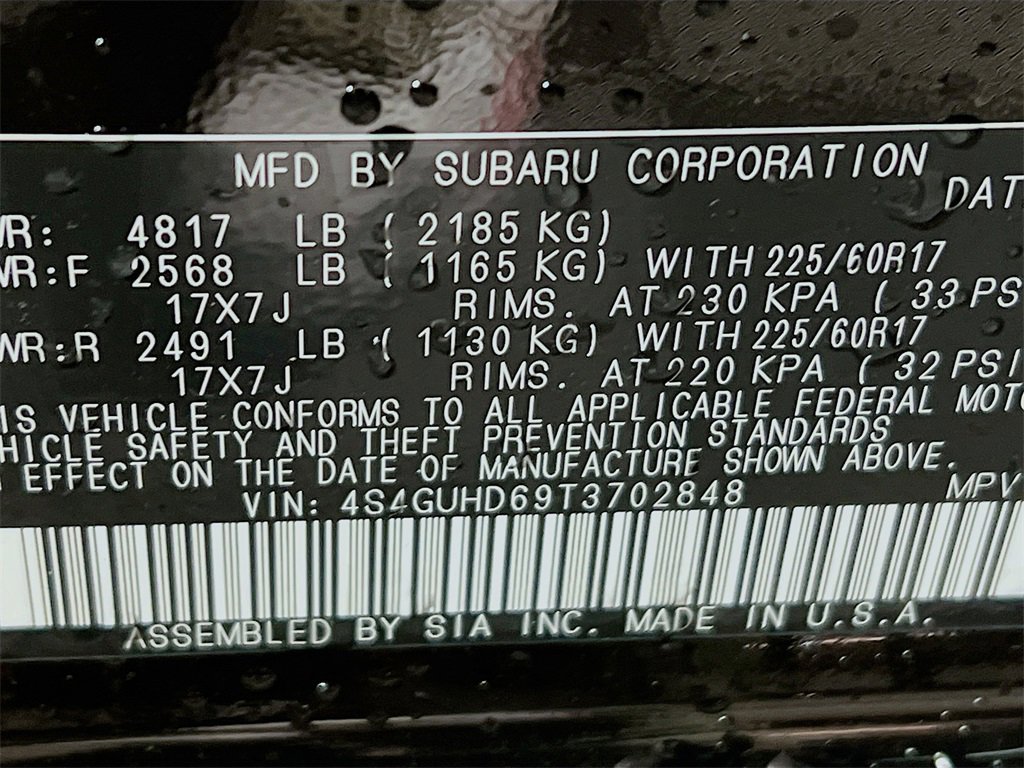 MFD BY SUBARU CORPORATION
DAT
WR: 4817 LB ( 2185 KG)
WR:F 2568 LB ( 1165 KG) WITH 225/60R17
17X7J RIMS. AT 230 KPA ( 33 PS
WR:R 2491 LB ( 1130 KG) WITH 225/60R17
17X7J RIMS. AT 220 KPA ( 32 PSI
IS VEHICLE CONFORMS TO ALL APPLICABLE FEDERAL MOTO
HICLE SAFETY AND THEFT PREVENTION STANDARDS
EFFECT ON THE DATE OF MANUFACTURE SHOWN ABOVE.
VIN: 4S4GUHD69T3702848 MPV
ASSEMBLED BY SIA INC. MADE IN U.S.A.